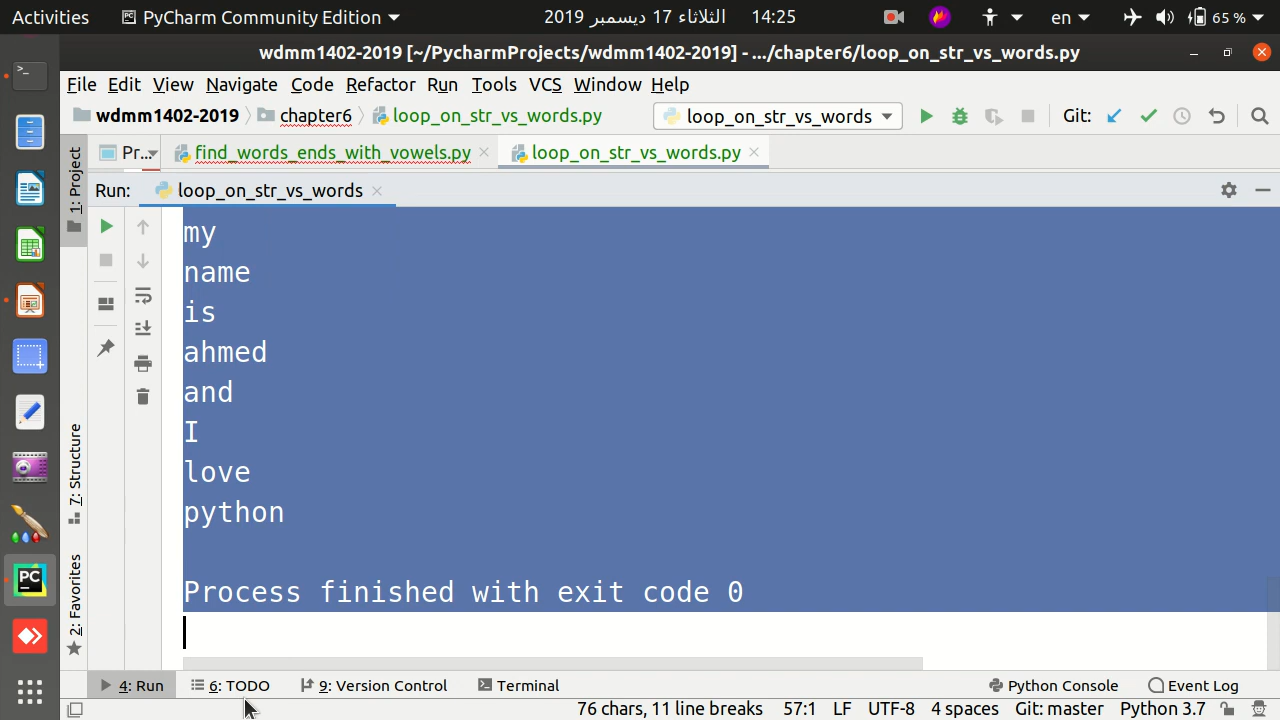 Activities PyCharm Community Edition 2019 الثلاثاء 17 ديسمبر 14:25 en 65 %
wdmm1402-2019 [~/PycharmProjects/wdmm1402-2019] - .../chapter6/loop_on_str_vs_words.py
File Edit View Navigate Code Refactor Run Tools VCS Window Help
wdmm1402-2019 chapter6 loop_on_str_vs_words.py loop_on_str_vs_words Git:
1: Project Pr... find_words_ends_with_vowels.py loop_on_str_vs_words.py
Run: loop_on_str_vs_words
my
name
is
ahmed
and
I
love
python
Process finished with exit code 0
7: Structure
2: Favorites
4: Run 6: TODO 9: Version Control Terminal Python Console Event Log
76 chars, 11 line breaks 57:1 LF UTF-8 4 spaces Git: master Python 3.7